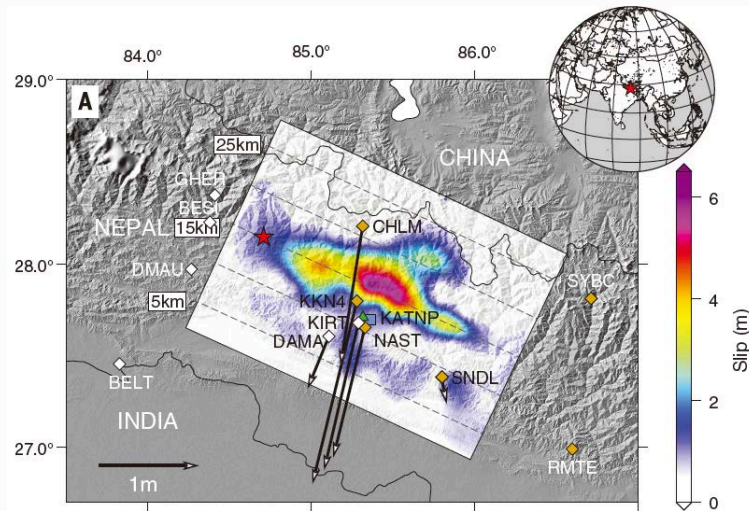 84.0°
85.0°
86.0°
29.0°
A
25km
CHINA
GHER
BESI
NEPAL
15km
CHLM
28.0°
DMAU
SYBC
5km
KKN4
KATNP
KIRT
NAST
DAMA
BELT
SNDL
INDIA
27.0°
RMTE
1m
6
4
2
0
Slip (m)